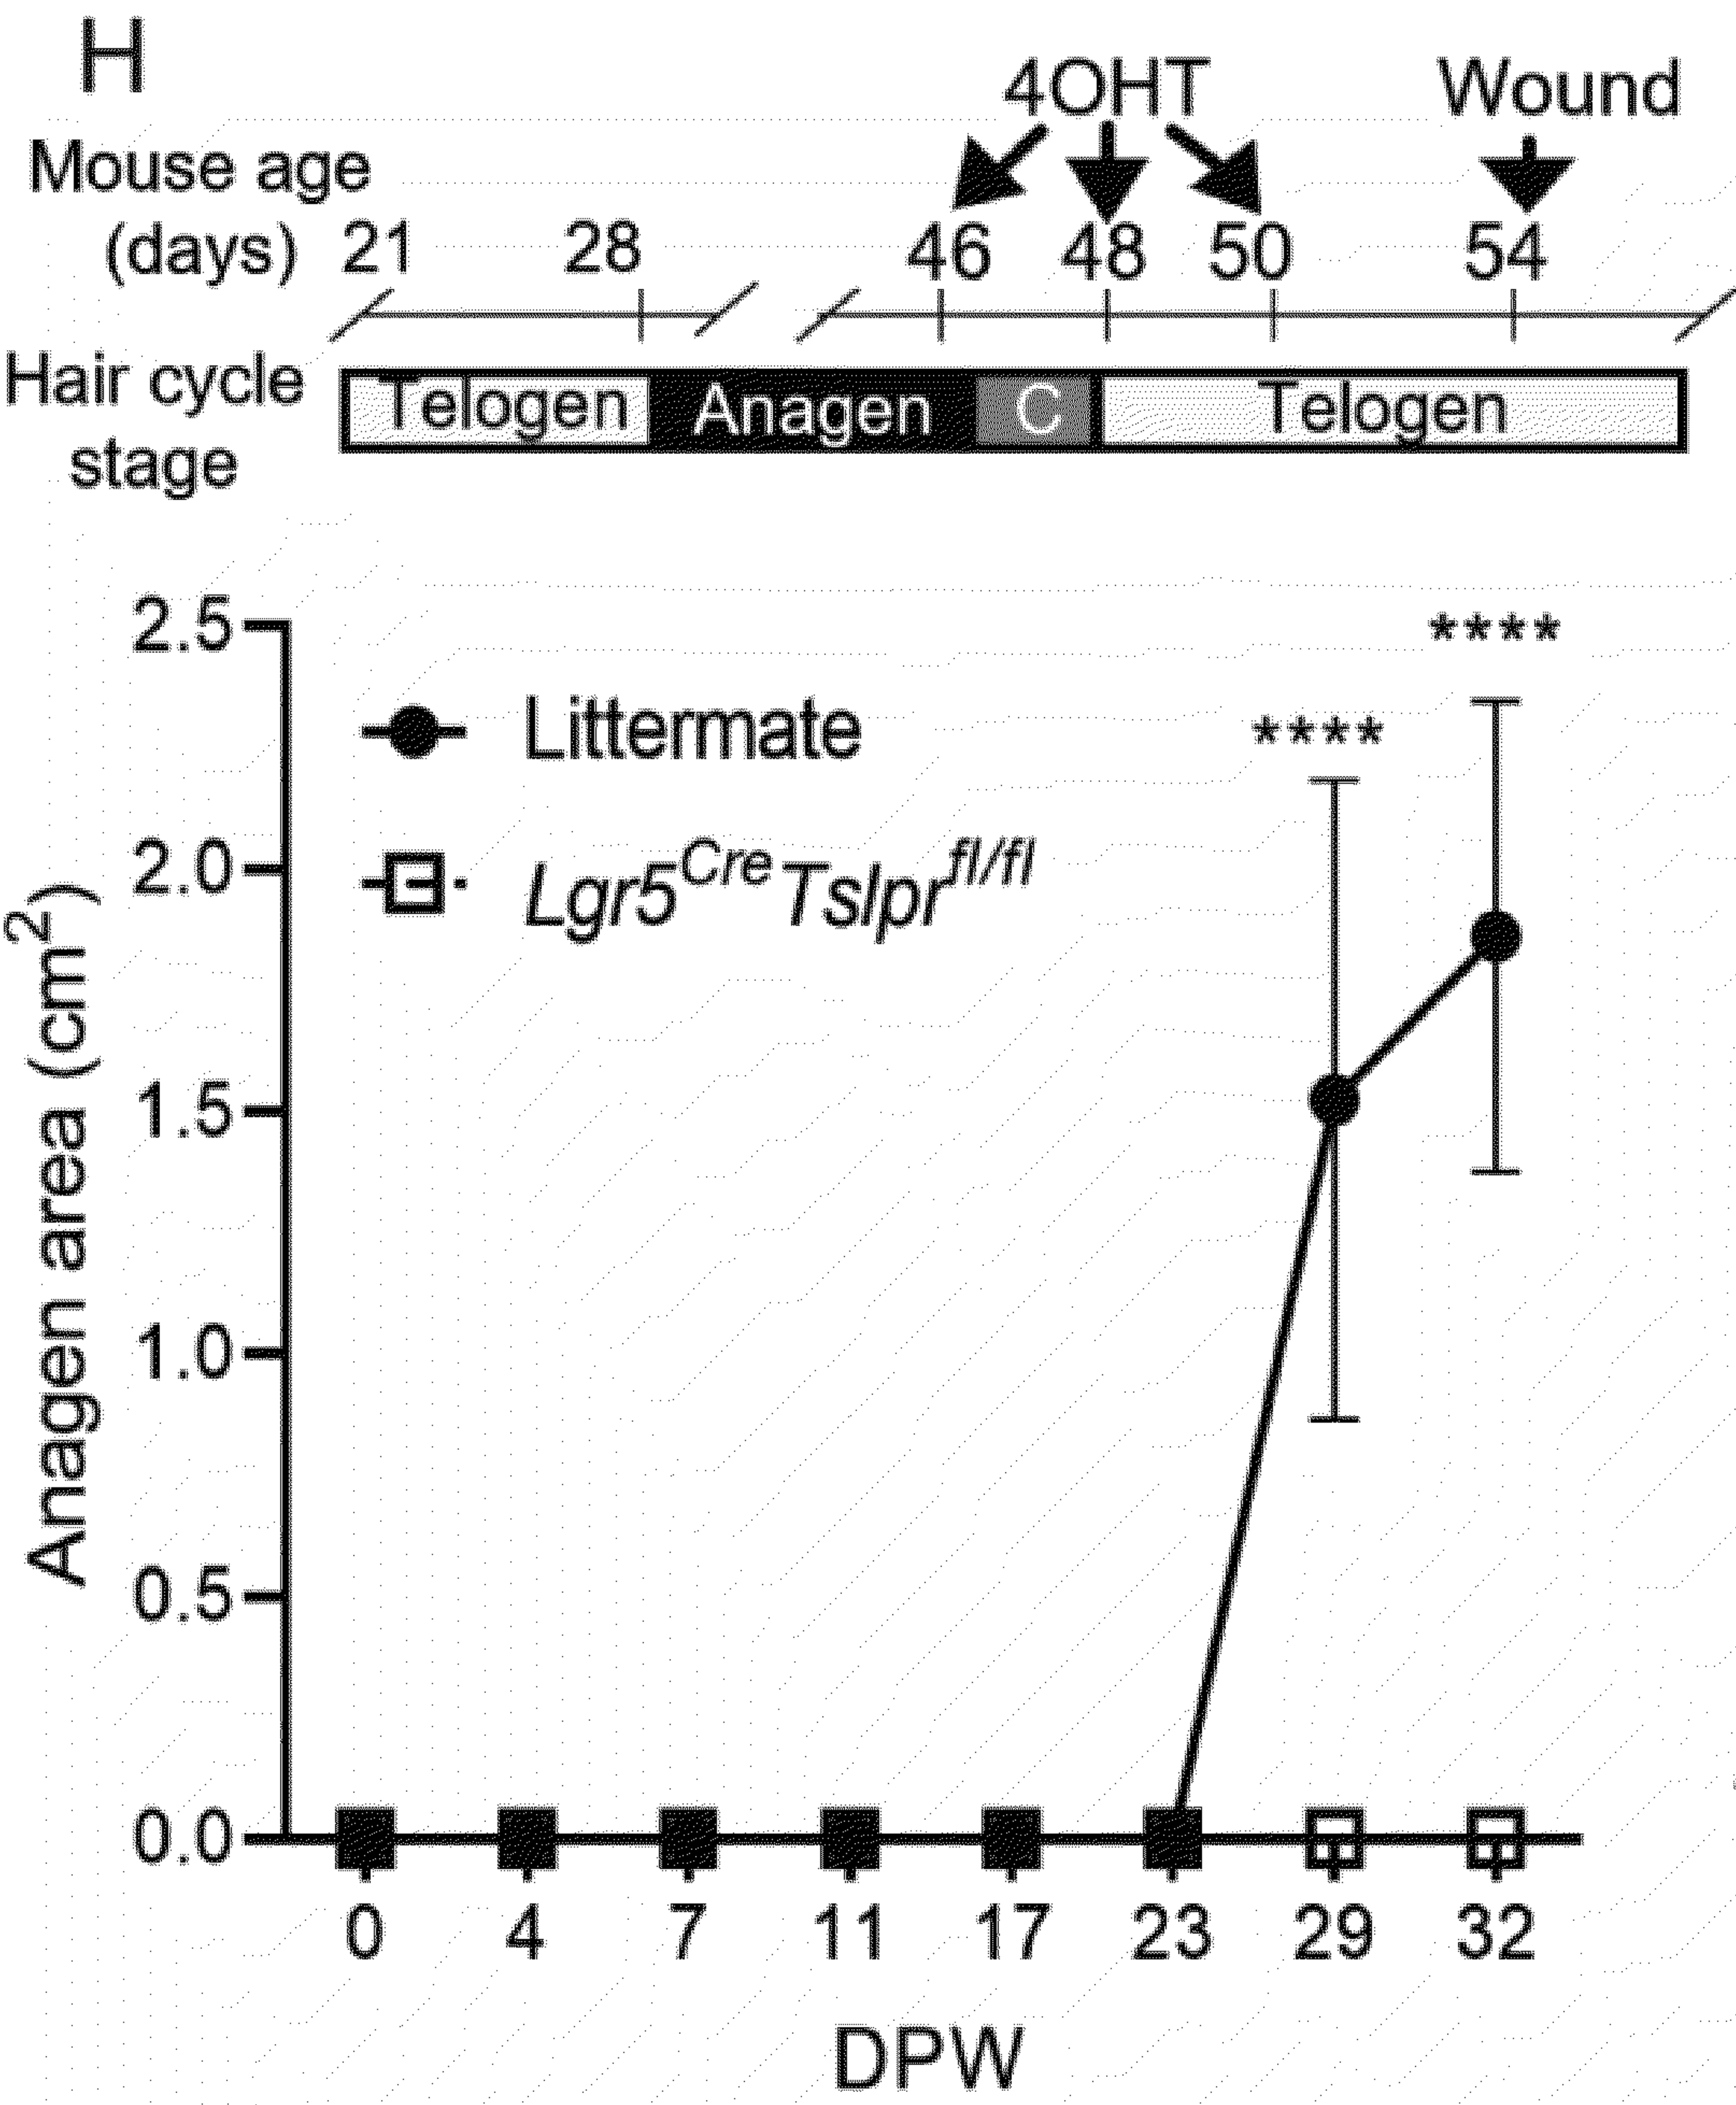 H
4OHT Wound
Mouse age
(days) 21 28 46 48 50 54
Hair cycle
stage
Telogen Anagen C Telogen
2.5
2.0
1.5
1.0
0.5
0.0
Anagen area (cm²)
Littermate
Lgr5^Cre Tslpr^fl/fl
**** ****
0 4 7 11 17 23 29 32
DPW